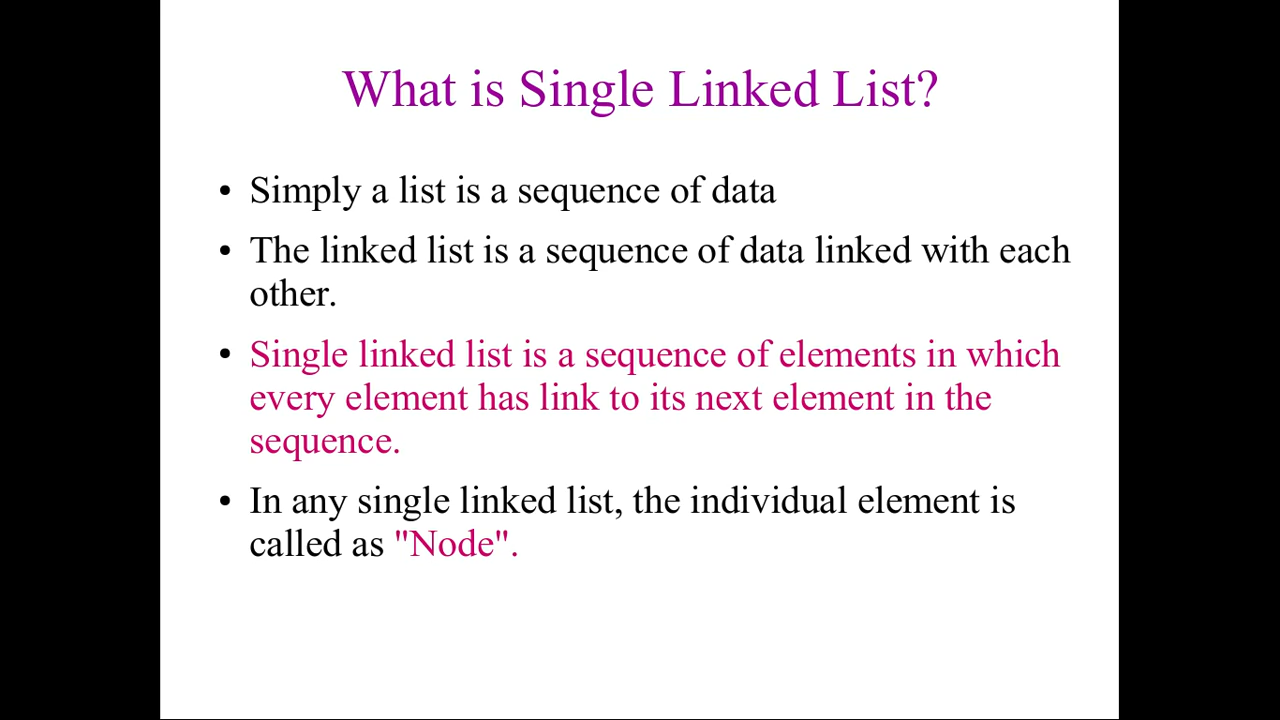 What is Single Linked List?
• Simply a list is a sequence of data
• The linked list is a sequence of data linked with each
other.
• Single linked list is a sequence of elements in which
every element has link to its next element in the
sequence.
• In any single linked list, the individual element is
called as "Node".